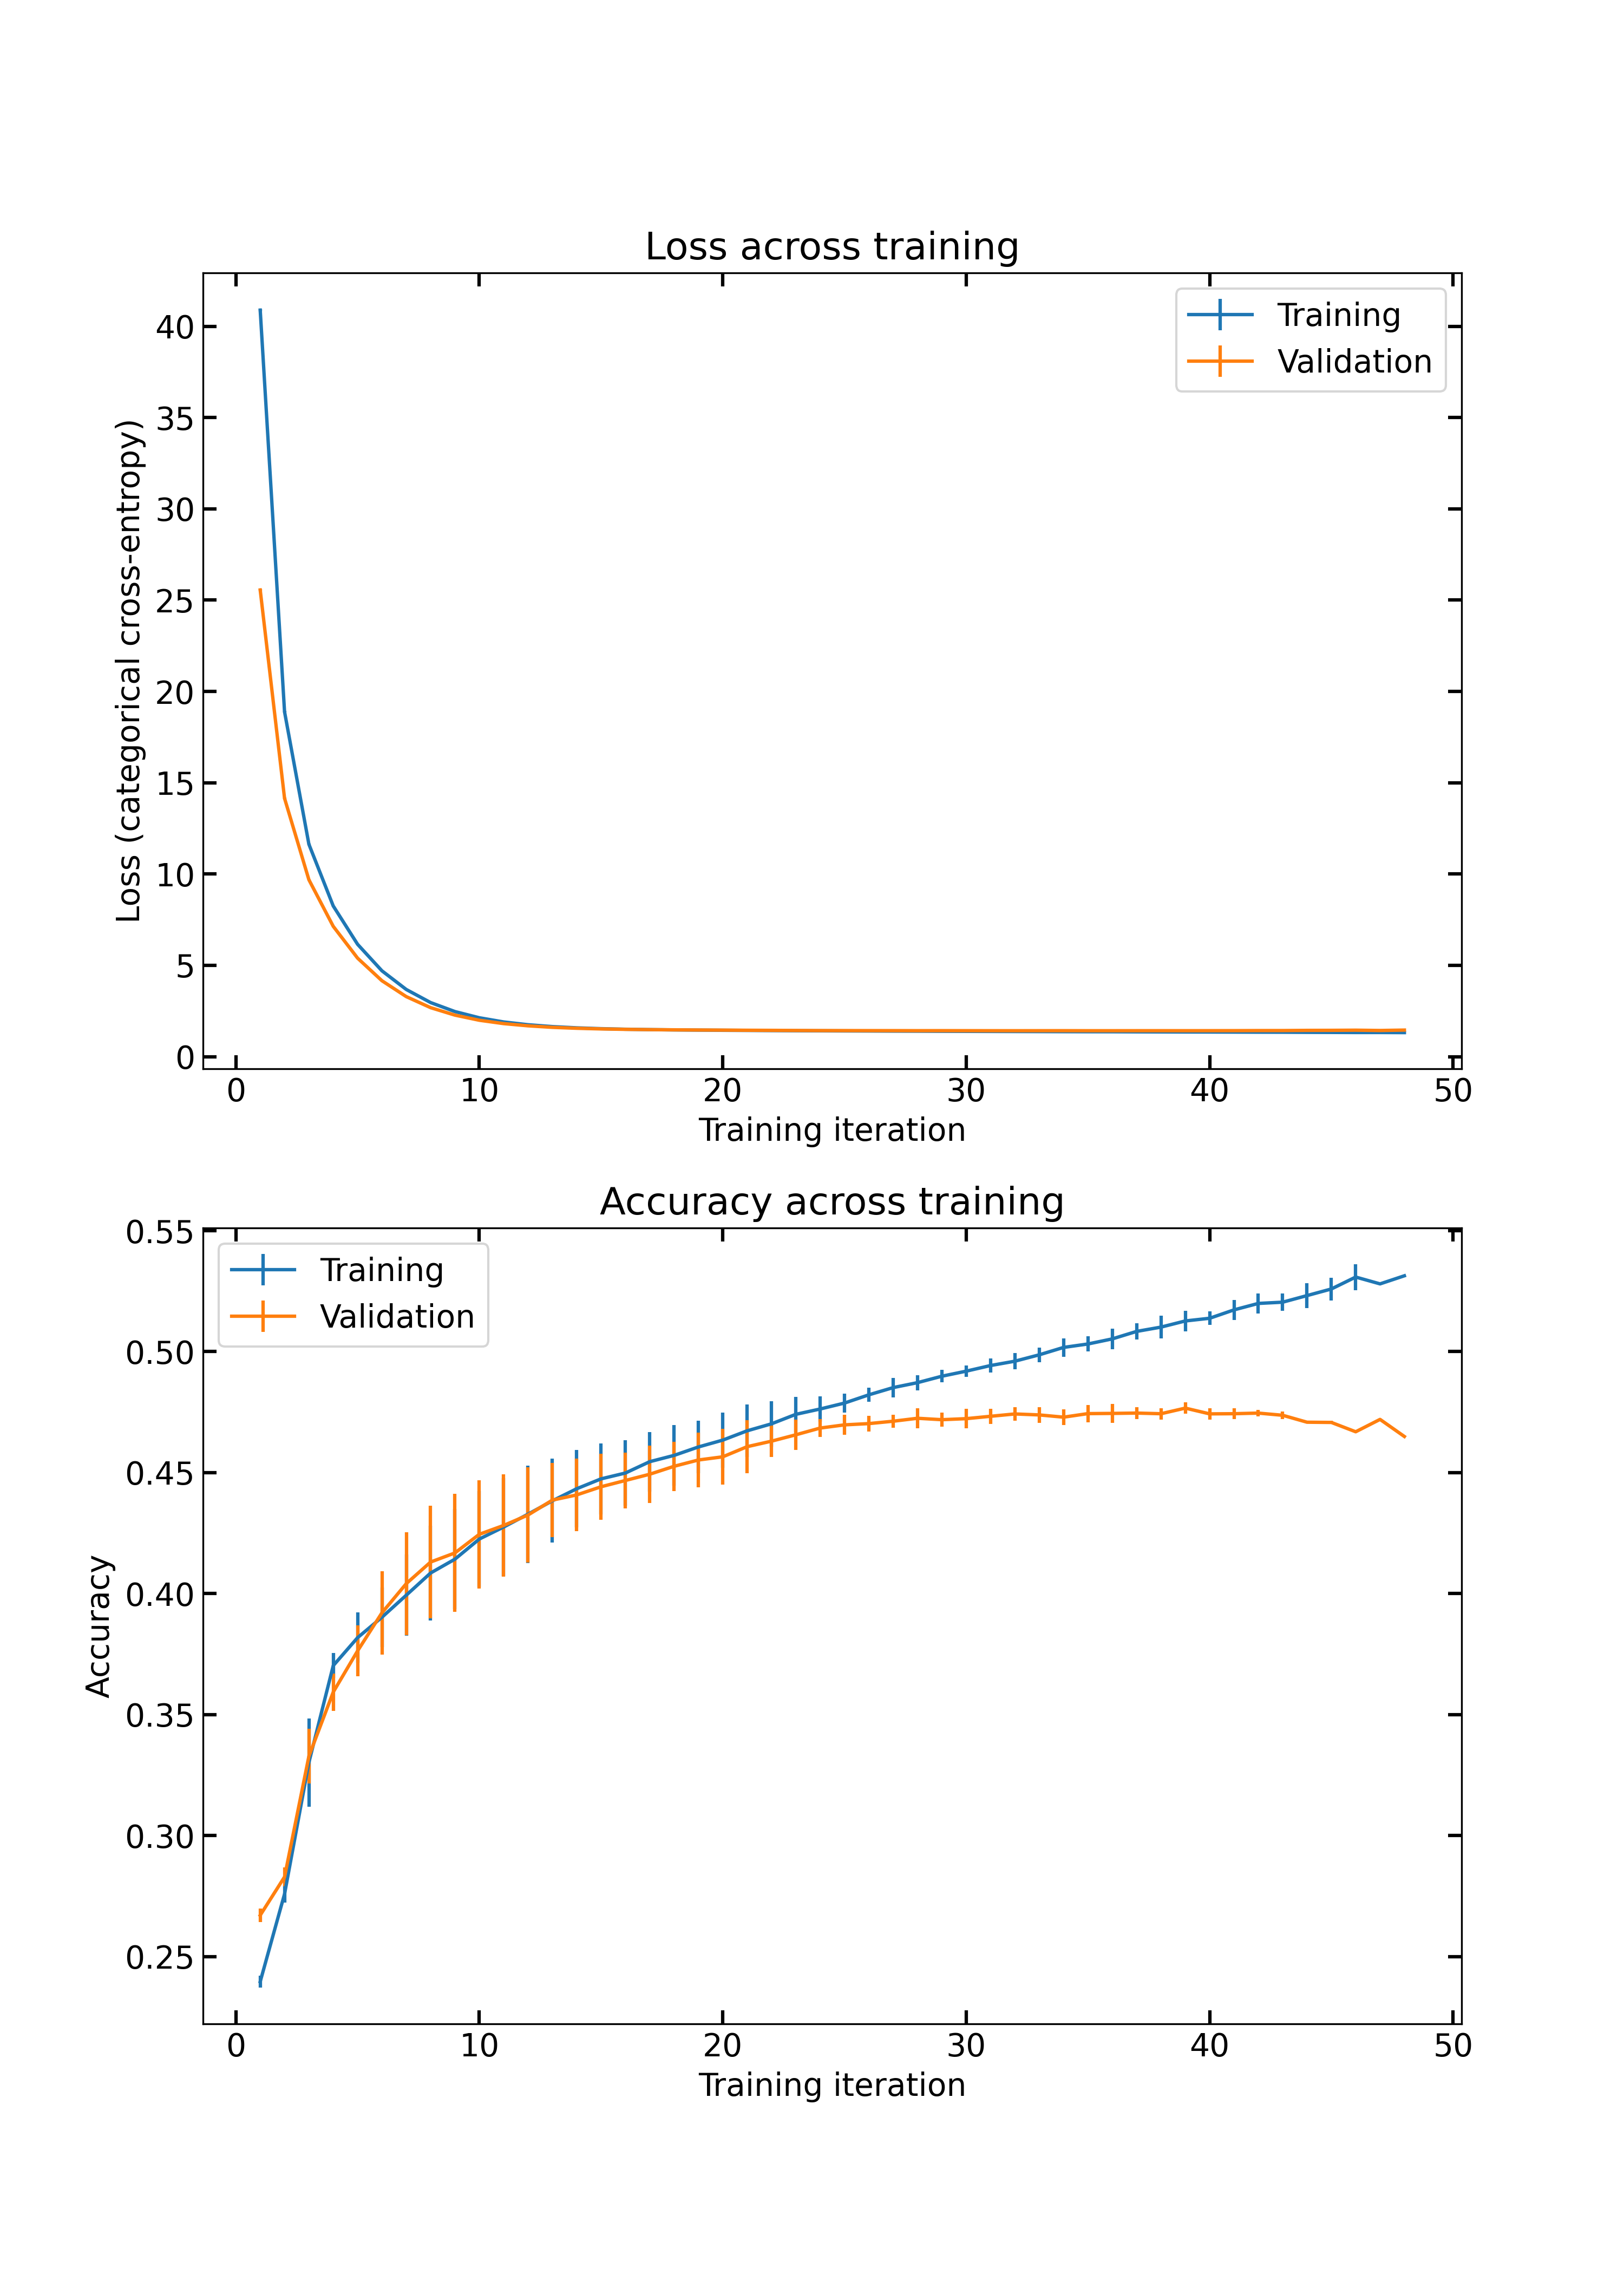 Loss across training
Training
Validation
Loss (categorical cross-entropy)
40
35
30
25
20
15
10
5
0
0 10 20 30 40 50
Training iteration
Accuracy across training
Training
Validation
Accuracy
0.55
0.50
0.45
0.40
0.35
0.30
0.25
0 10 20 30 40 50
Training iteration